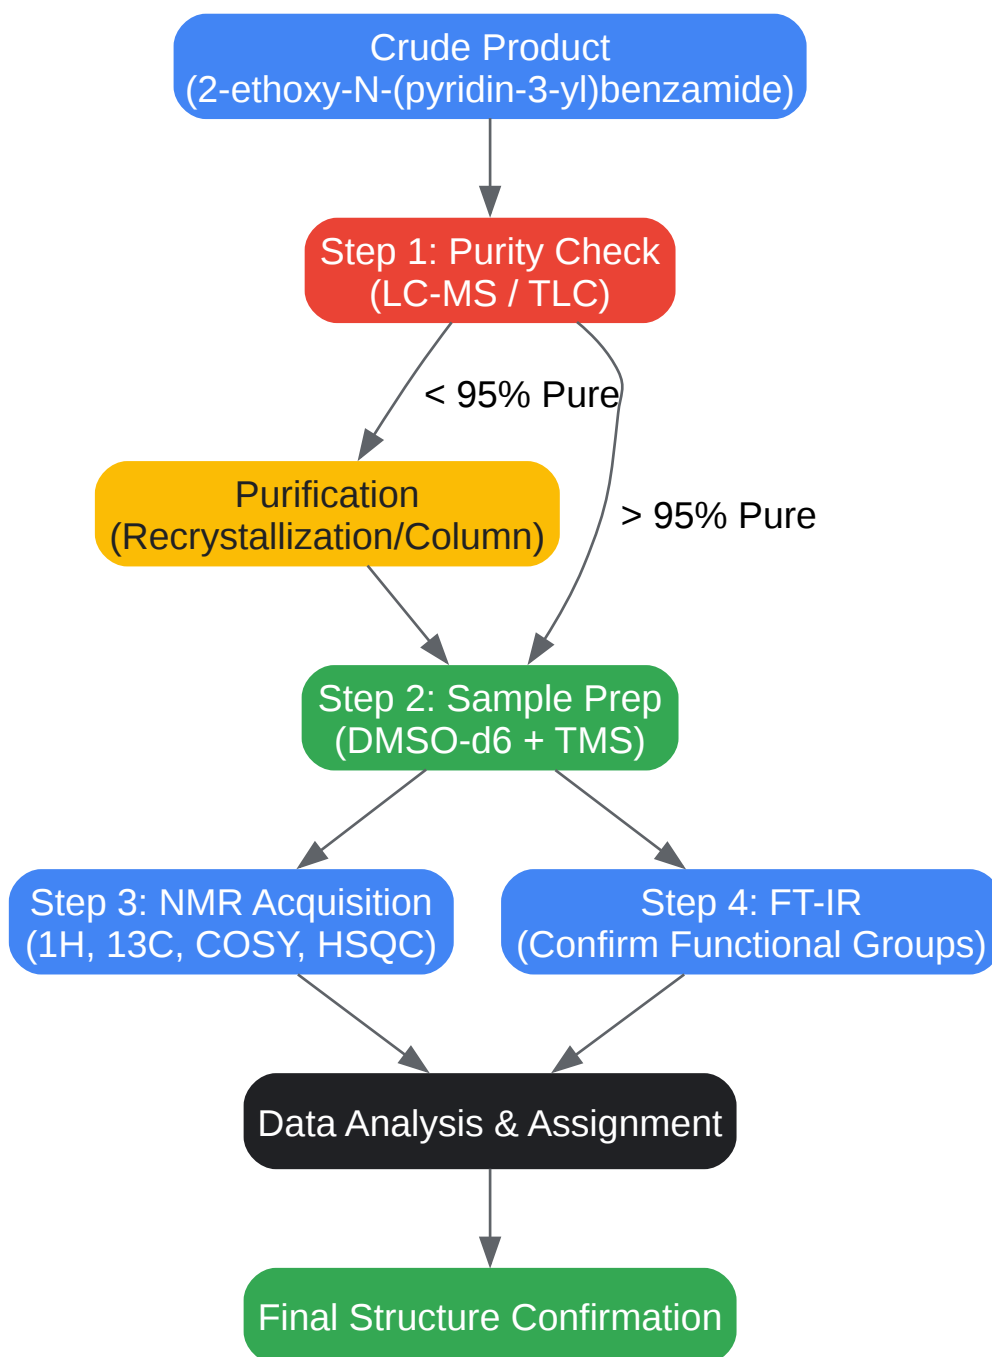 Crude Product
(2-ethoxy-N-(pyridin-3-yl)benzamide)
Step 1: Purity Check
(LC-MS / TLC)
< 95% Pure
Purification
(Recrystallization/Column)
> 95% Pure
Step 2: Sample Prep
(DMSO-d6 + TMS)
Step 3: NMR Acquisition
(1H, 13C, COSY, HSQC)
Step 4: FT-IR
(Confirm Functional Groups)
Data Analysis & Assignment
Final Structure Confirmation